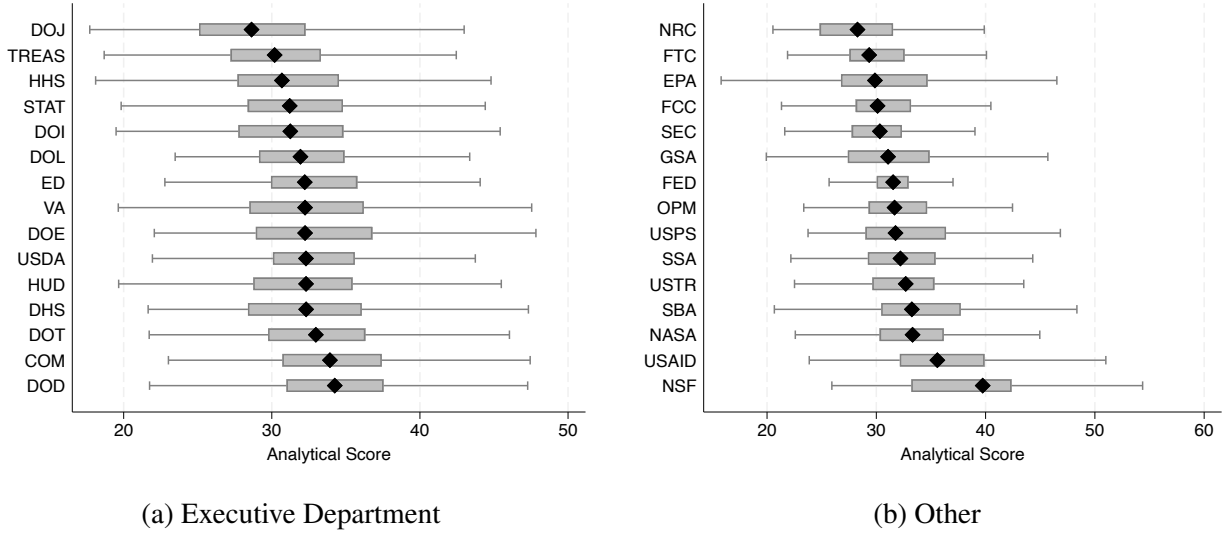 DOJ
TREAS
HHS
STAT
DOI
DOL
ED
VA
DOE
USDA
HUD
DHS
DOT
COM
DOD
20 30 40 50
Analytical Score
(a) Executive Department
NRC
FTC
EPA
FCC
SEC
GSA
FED
OPM
USPS
SSA
USTR
SBA
NASA
USAID
NSF
20 30 40 50 60
Analytical Score
(b) Other